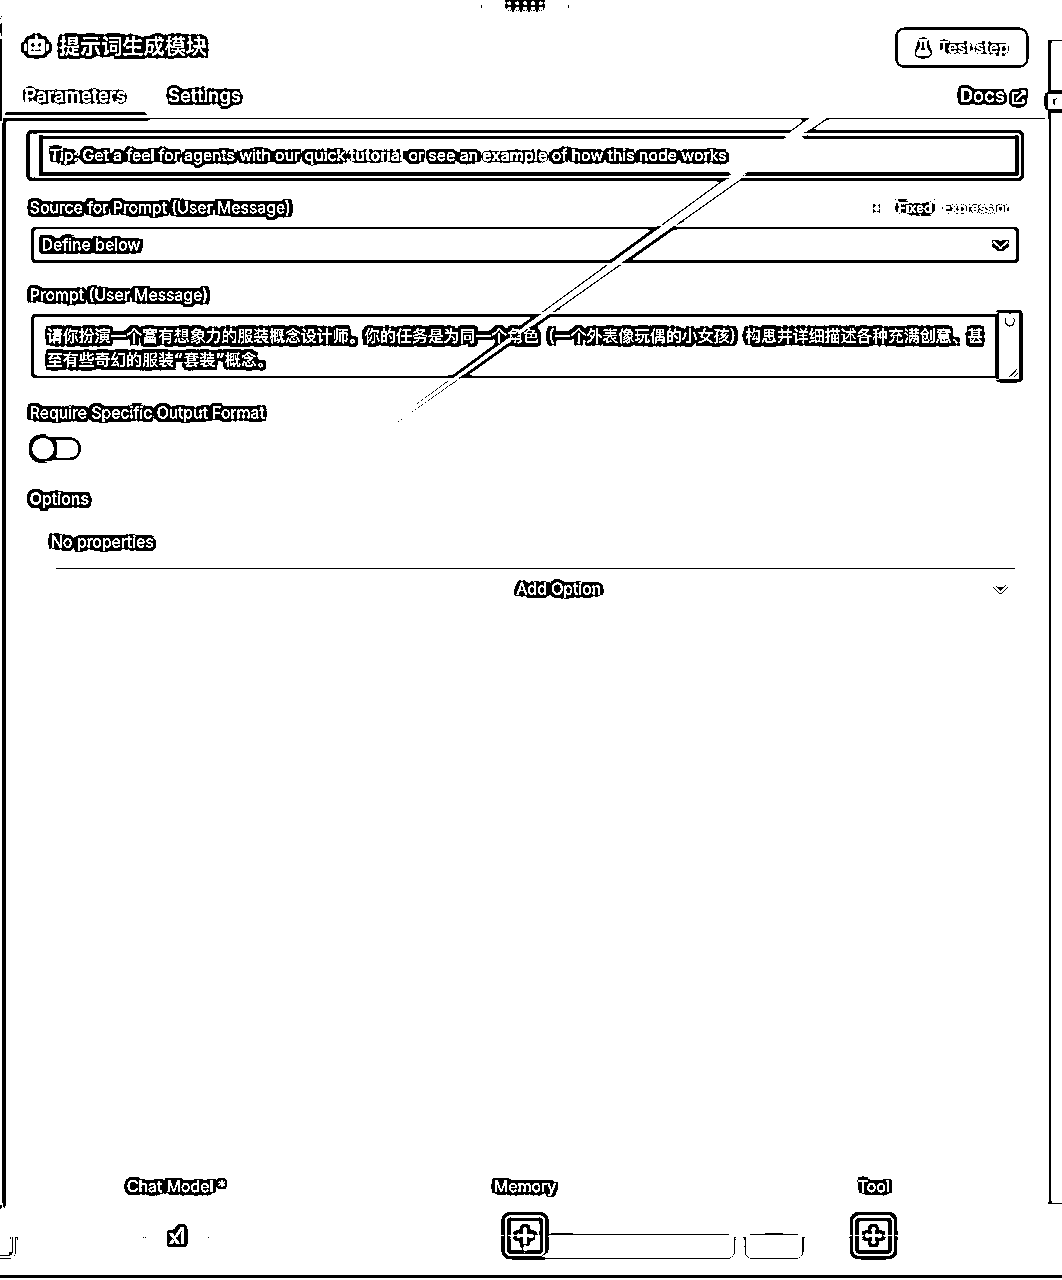 提示词生成模块
Test step
Parameters
Settings
Docs
Tip: Get a feel for agents with our quick tutorial or see an example of how this node works
Source for Prompt (User Message)
Fixed
Expression
Define below
Prompt (User Message)
请你扮演一个富有想象力的服装概念设计师。你的任务是为同一个角色（一个外表像玩偶的小女孩）构思并详细描述各种充满创意、甚
至有些奇幻的服装“套装”概念。
Require Specific Output Format
Options
No properties
Add Option
Chat Model *
Memory
Tool